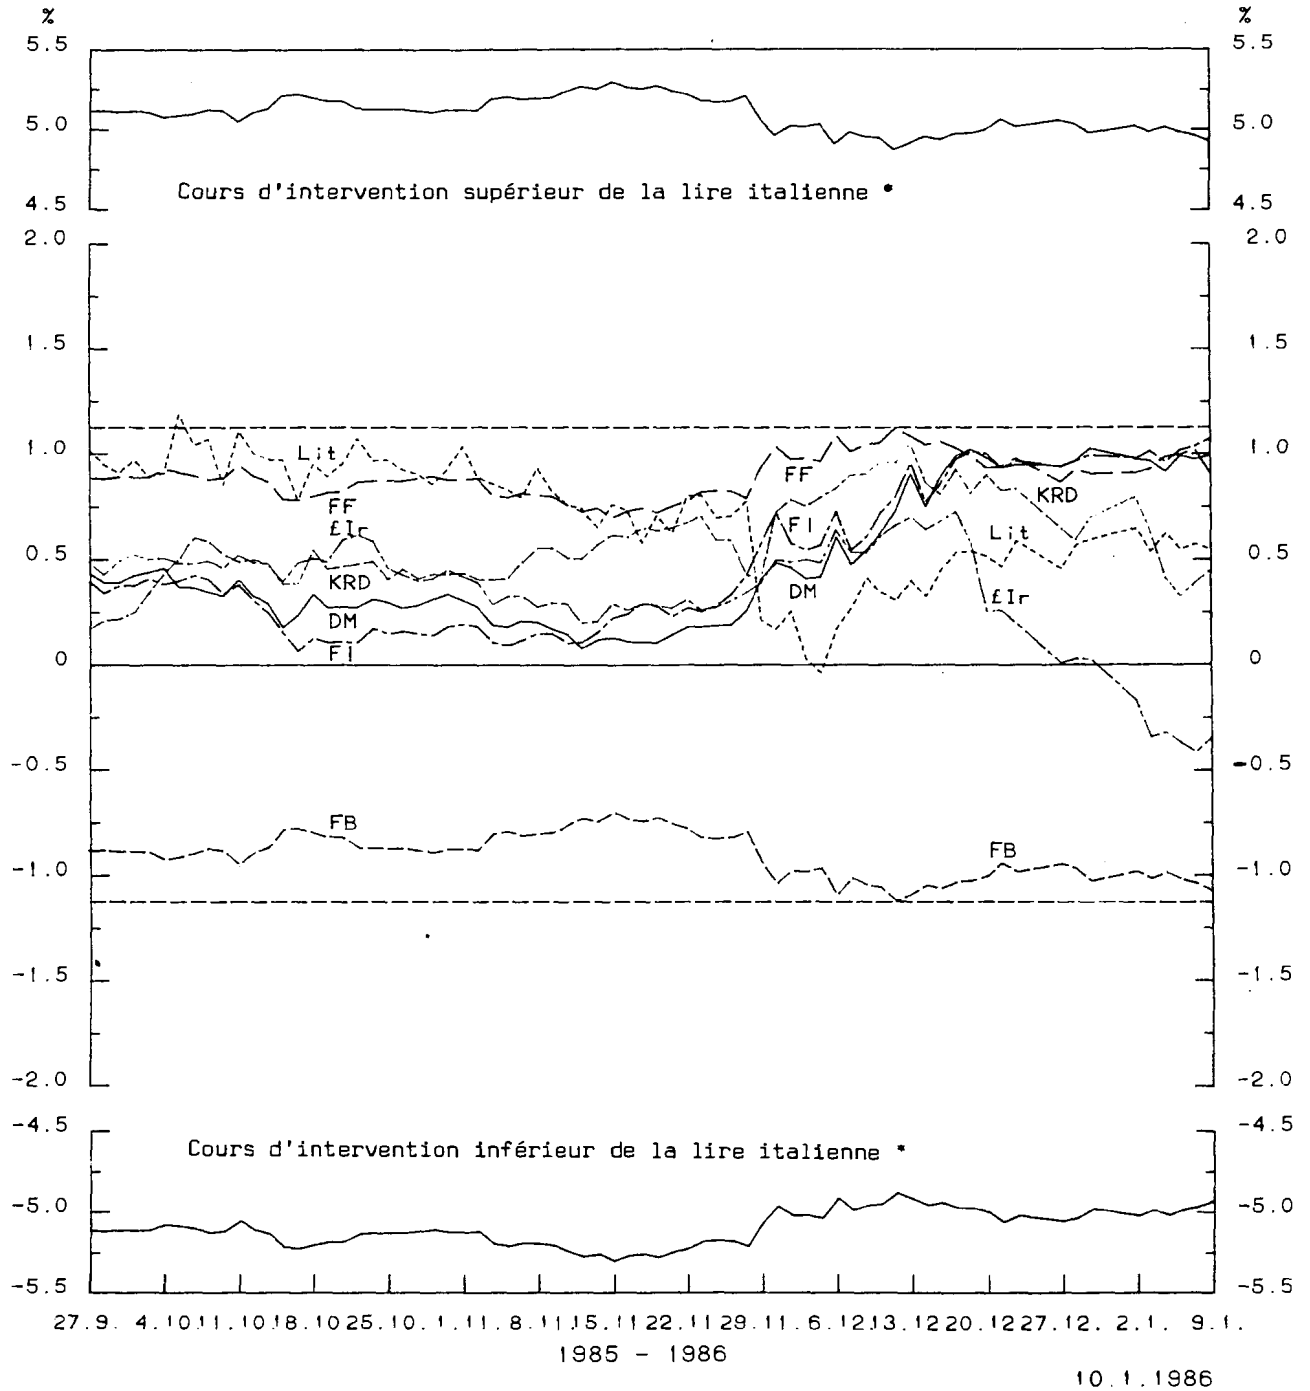 % %
5.5 5.5
5.0 5.0
Cours d'intervention supérieur de la lire italienne *
4.5 4.5
2.0 2.0
1.5 1.5
1.0 1.0
Lit
FF
FF
KRD
£Ir
FI
Lit
0.5 0.5
KRD
DM
£Ir
DM
FI
0 0
-0.5 -0.5
FB
FB
-1.0 -1.0
-1.5 -1.5
-2.0 -2.0
-4.5 -4.5
Cours d'intervention inférieur de la lire italienne *
-5.0 -5.0
-5.5 -5.5
27.9. 4.10. 11.10. 18.10 25.10. 1.11. 8.11. 15.11 22.11 29.11. 6.12. 13.12 20.12 27.12. 2.1. 9.1.
1985 - 1986
10.1.1986